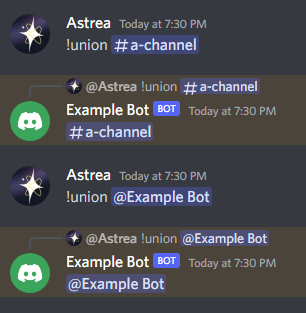 Astrea Today at 7:30 PM
!union #a-channel
@Astrea !union #a-channel
Example Bot BOT Today at 7:30 PM
#a-channel
Astrea Today at 7:30 PM
!union @Example Bot
@Astrea !union @Example Bot
Example Bot BOT Today at 7:30 PM
@Example Bot